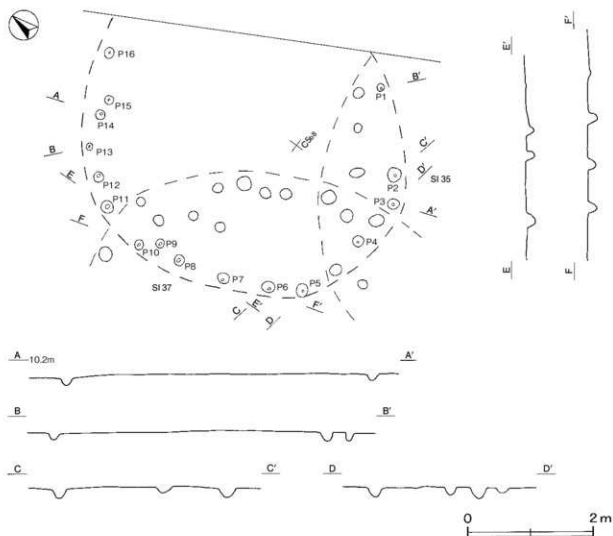 P16
A
P15
P14
B
P13
E
P12
P11
F
P10
P9
P8
SI 37
P7
P6
P5
C
E'
D
F'
P4
P3
P2
P1
B'
C5e8
C'
D'
SI 35
A'
E'
E
F'
F
A 10.2m
A'
B
B'
C
C'
D
D'
0 2 m